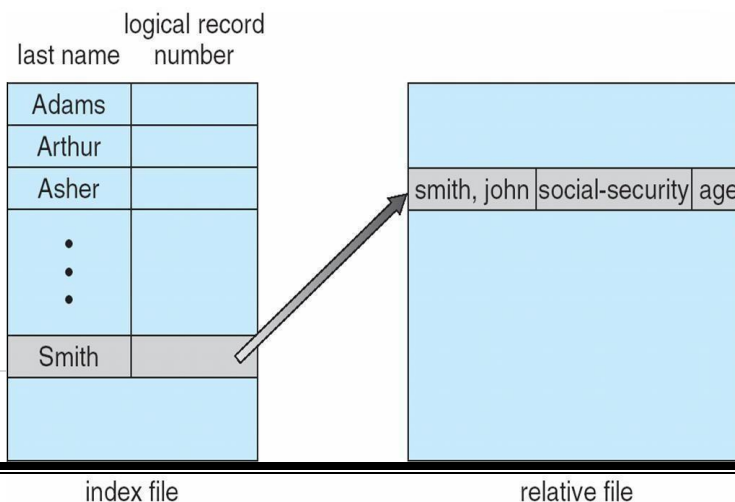 logical record
last name number
Adams
Arthur
Asher
smith, john social-security age
Smith
index file relative file